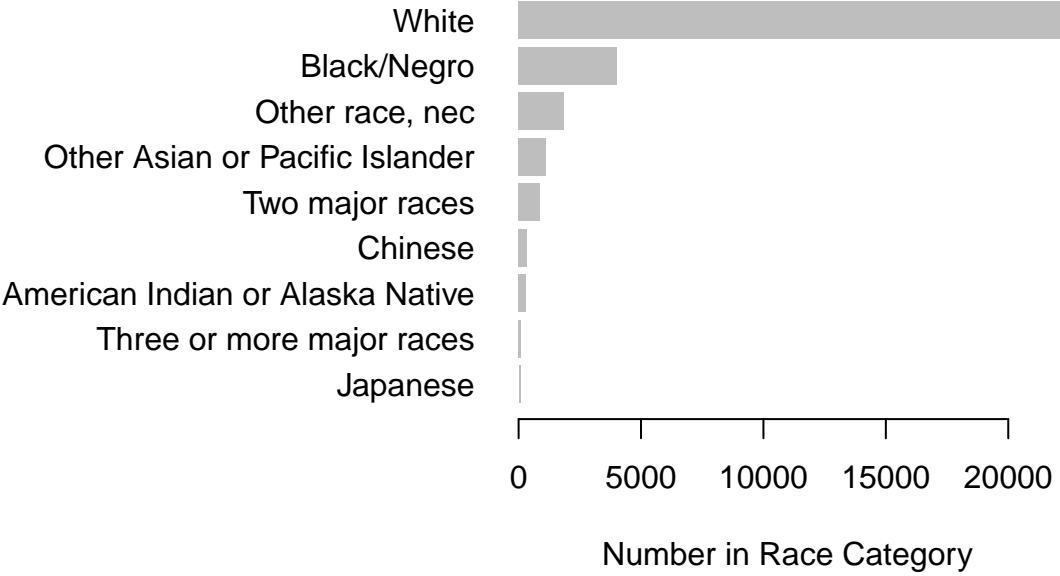 White
Black/Negro
Other race, nec
Other Asian or Pacific Islander
Two major races
Chinese
American Indian or Alaska Native
Three or more major races
Japanese
0 5000 10000 15000 20000
Number in Race Category